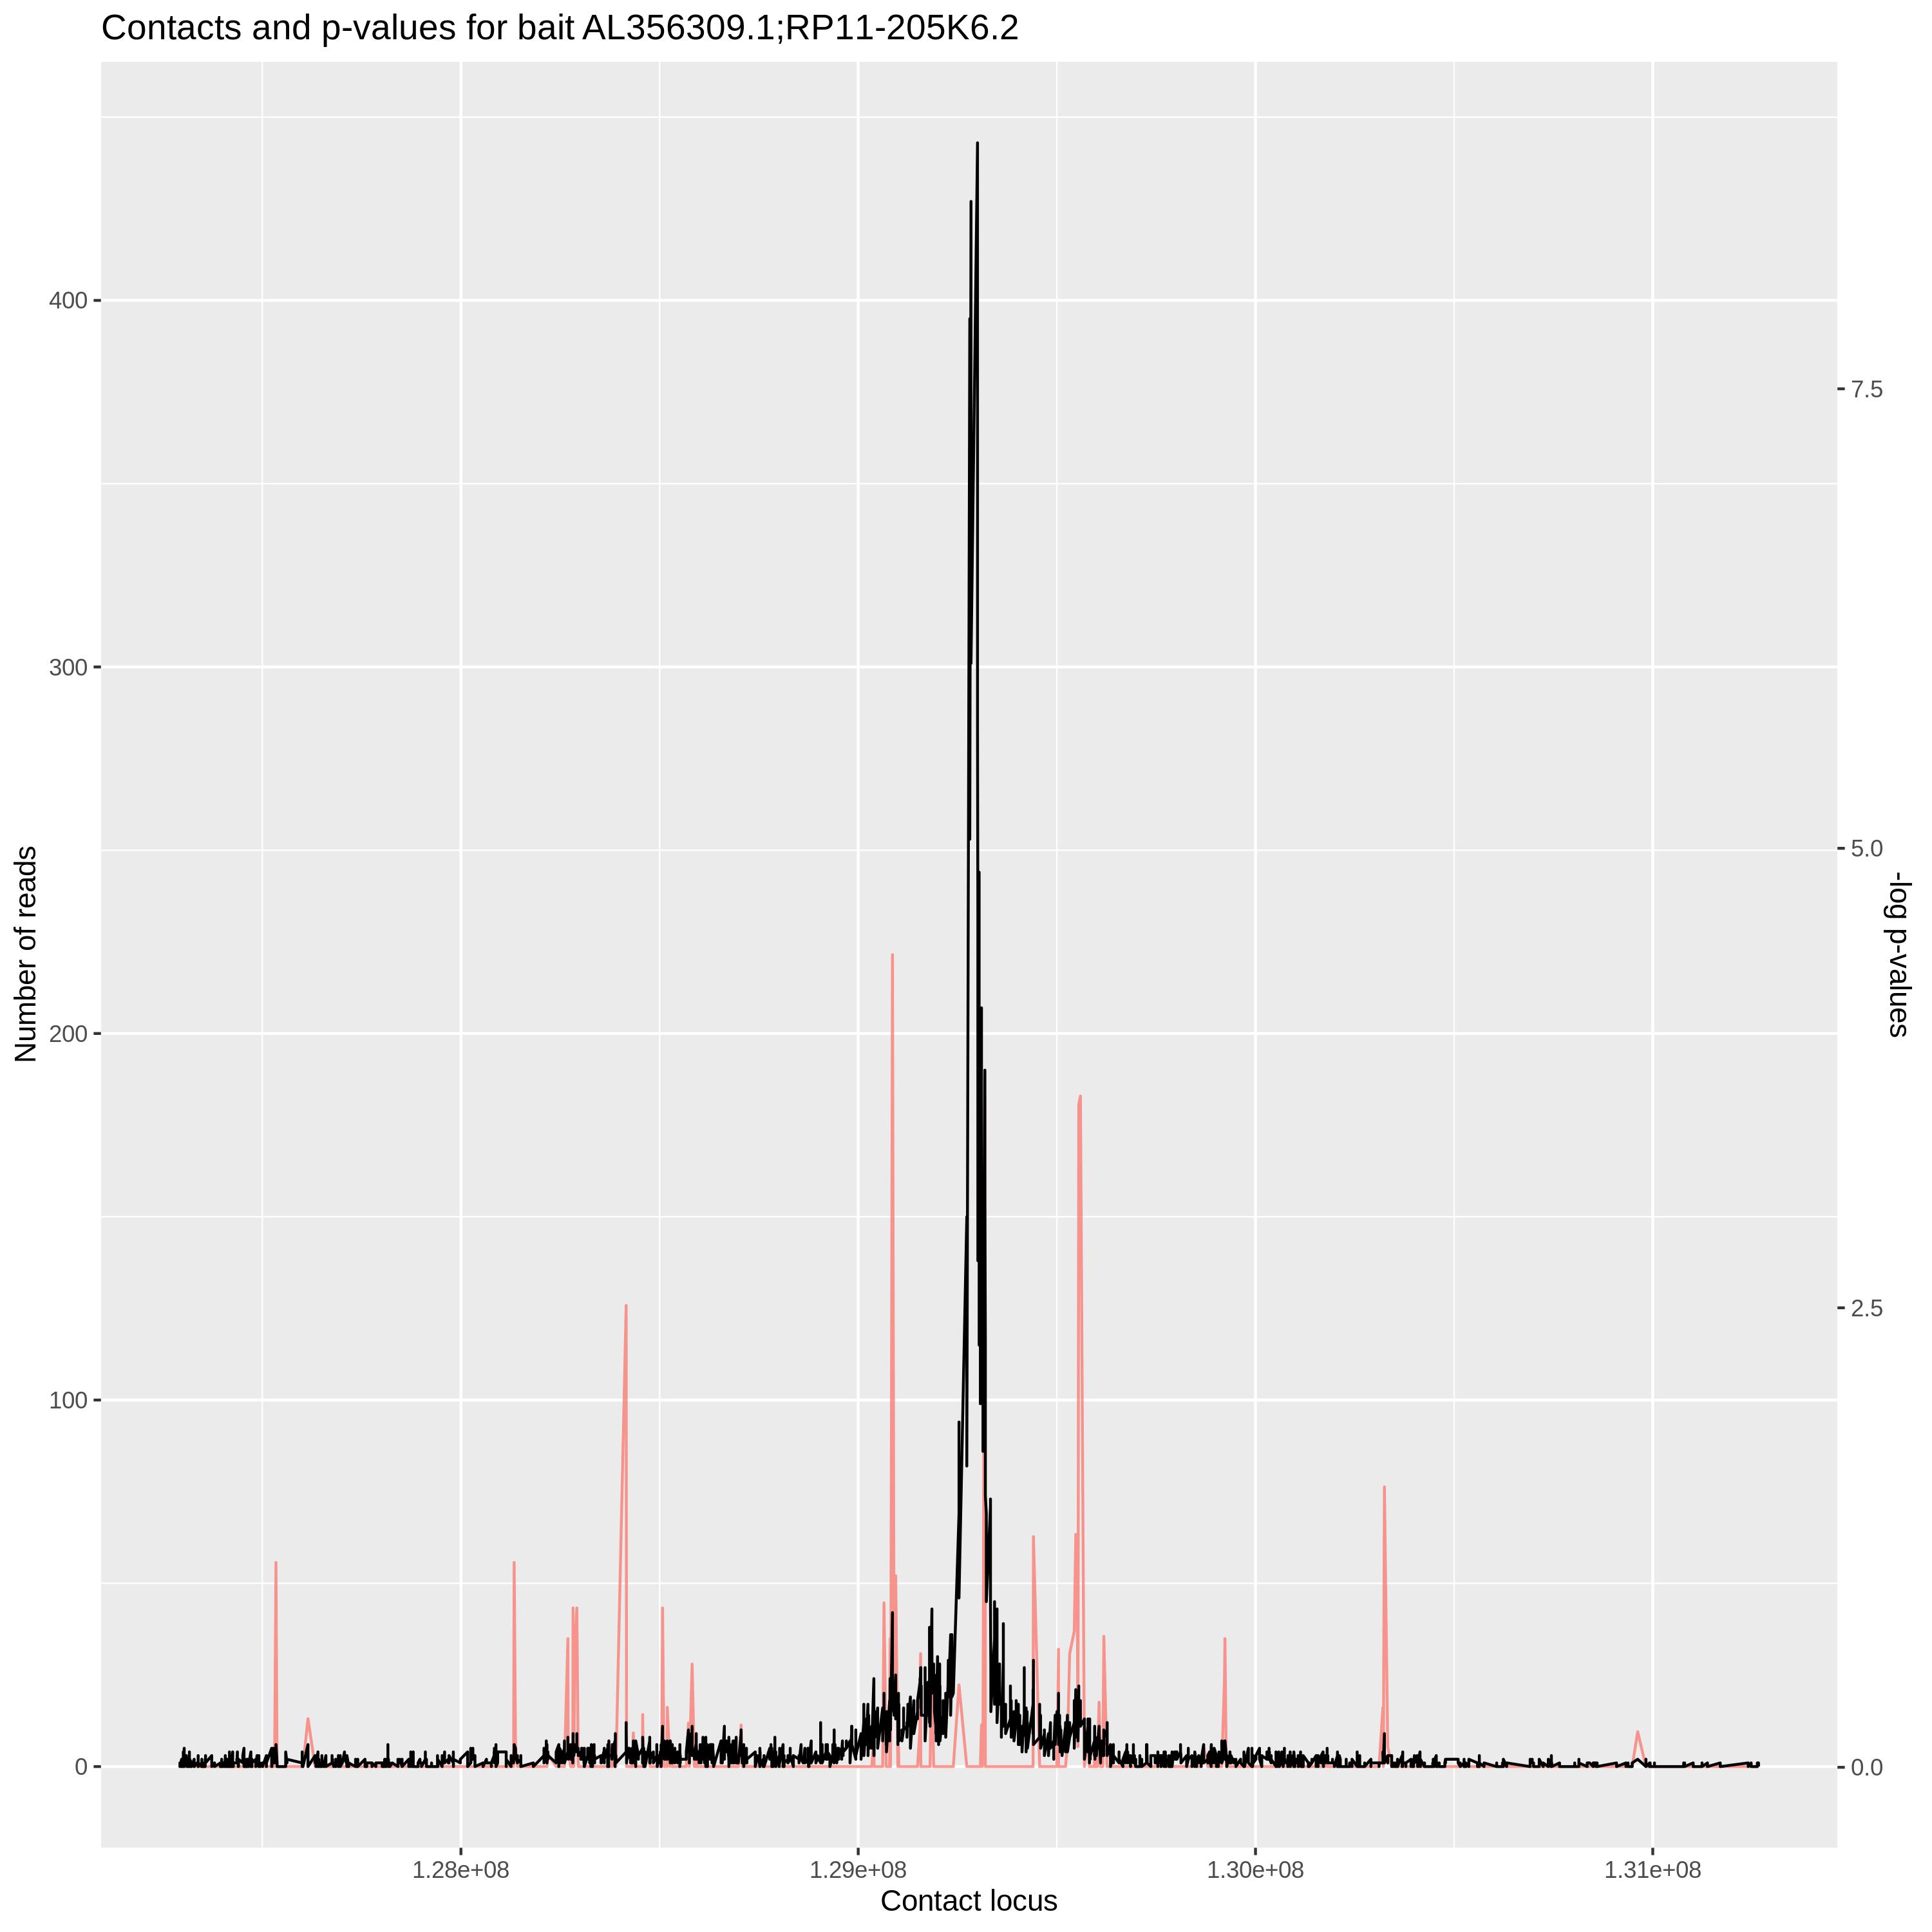 Contacts and p-values for bait AL356309.1;RP11-205K6.2
Number of reads
400
300
200
100
0
7.5
5.0
2.5
0.0
-log p-values
1.28e+08
1.29e+08
1.30e+08
1.31e+08
Contact locus